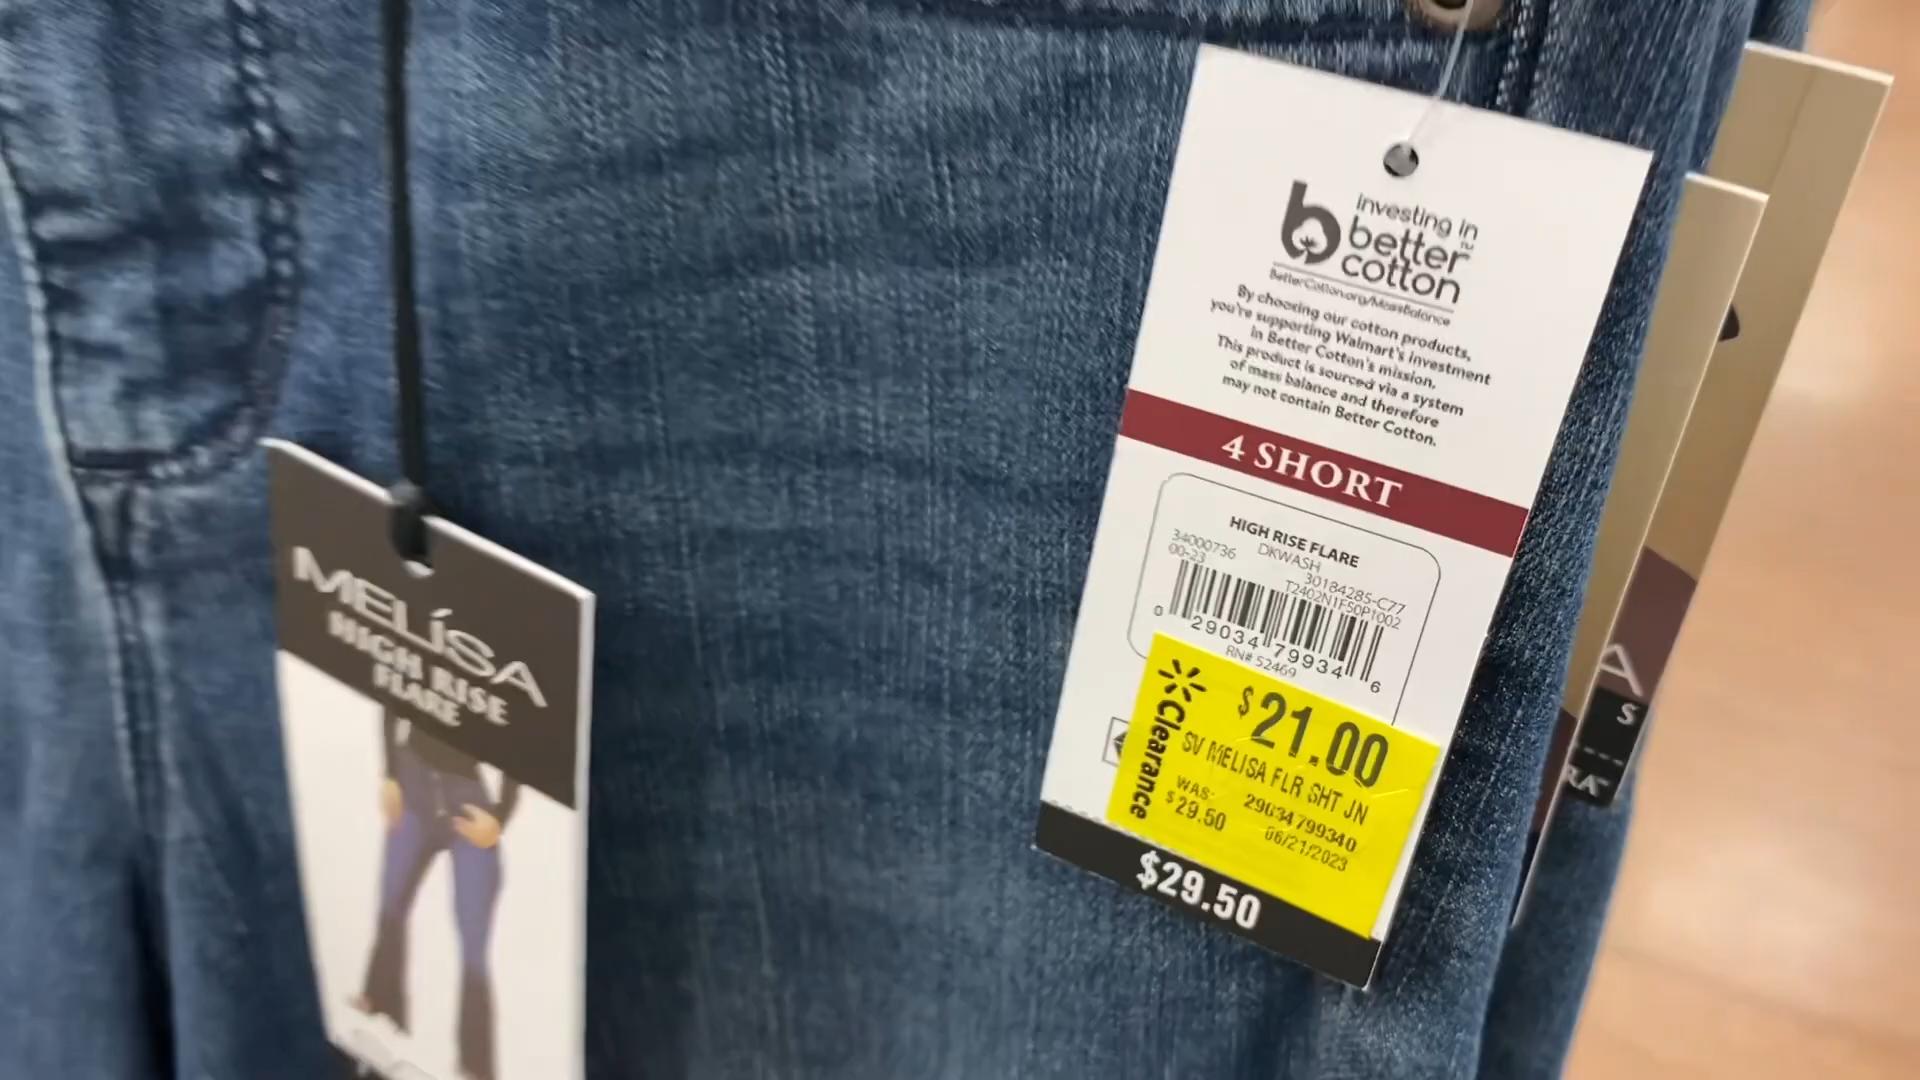 MELÍSA
HIGH RISE
FLARE
b
investing in
better™
cotton
BetterCotton.org/MassBalance
By choosing our cotton products,
you're supporting Walmart's investment
in Better Cotton's mission.
This product is sourced via a system
of mass balance and therefore
may not contain Better Cotton.
4 SHORT
HIGH RISE FLARE
34000736 DKWASH
00-23 30184285-C77
T2402N1F50P1002
0 29034 79934 6
RN# 52469
Clearance
$21.00
SV MELISA FLR SHT JN
WAS: 29034799340
$29.50 06/21/2023
$29.50
A
S